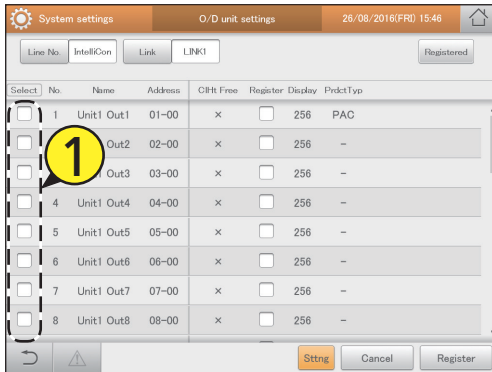 System settings O/D unit settings 26/08/2016(FRI) 15:46
Line No. IntelliCon Link LINK1 Registered
Select No. Name Address ClHt Free Register Display PrdctTyp
1 Unit1 Out1 01-00 × 256 PAC
Out2 02-00 × 256 -
1 Out3 03-00 × 256 -
4 Unit1 Out4 04-00 × 256 -
5 Unit1 Out5 05-00 × 256 -
6 Unit1 Out6 06-00 × 256 -
7 Unit1 Out7 07-00 × 256 -
8 Unit1 Out8 08-00 × 256 -
Sttng Cancel Register